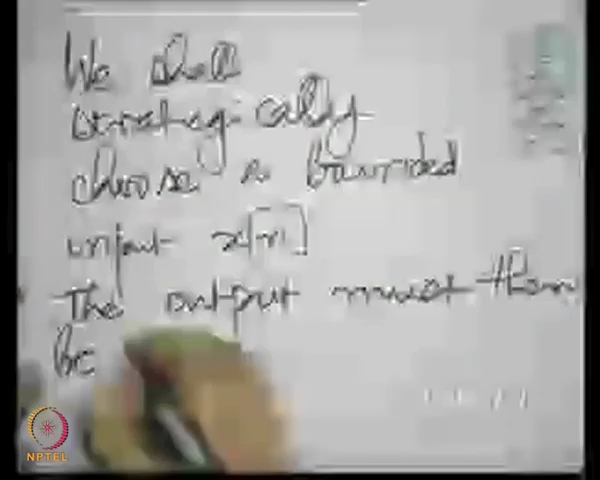 We shall
strategically
choose a bounded
input x[n]
The output must then
be
NPTEL